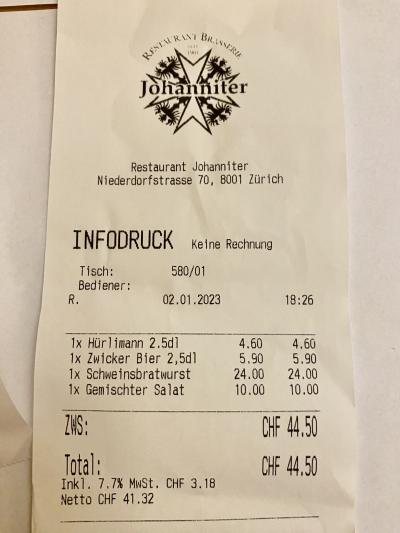 RESTAURANT BRASSERIE
Johanniter
Restaurant Johanniter
Niederdorfstrasse 70, 8001 Zürich
INFODRUCK Keine Rechnung
Tisch: 580/01
Bediener:
R. 02.01.2023 18:26
1x Hürlimann 2.5dl 4.60 4.60
1x Zwicker Bier 2,5dl 5.90 5.90
1x Schweinsbratwurst 24.00 24.00
1x Gemischter Salat 10.00 10.00
ZWS: CHF 44.50
Total: CHF 44.50
Inkl. 7.7% MwSt. CHF 3.18
Netto CHF 41.32